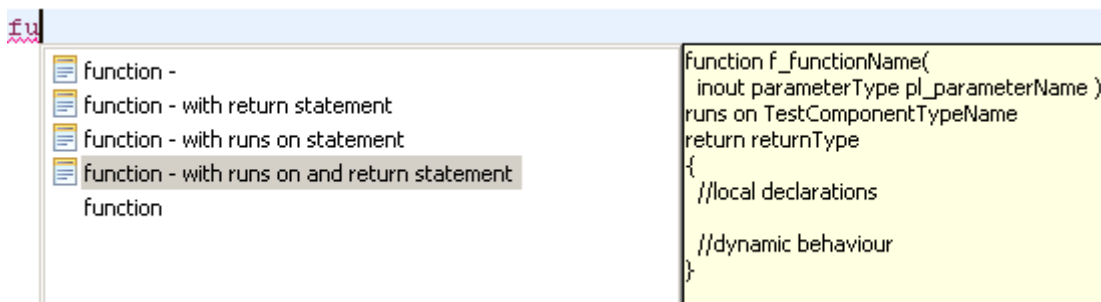 fu
function -
function - with return statement
function - with runs on statement
function - with runs on and return statement
function
function f_functionName(
  inout parameterType pl_parameterName )
runs on TestComponentTypeName
return returnType
{
  //local declarations

  //dynamic behaviour
}